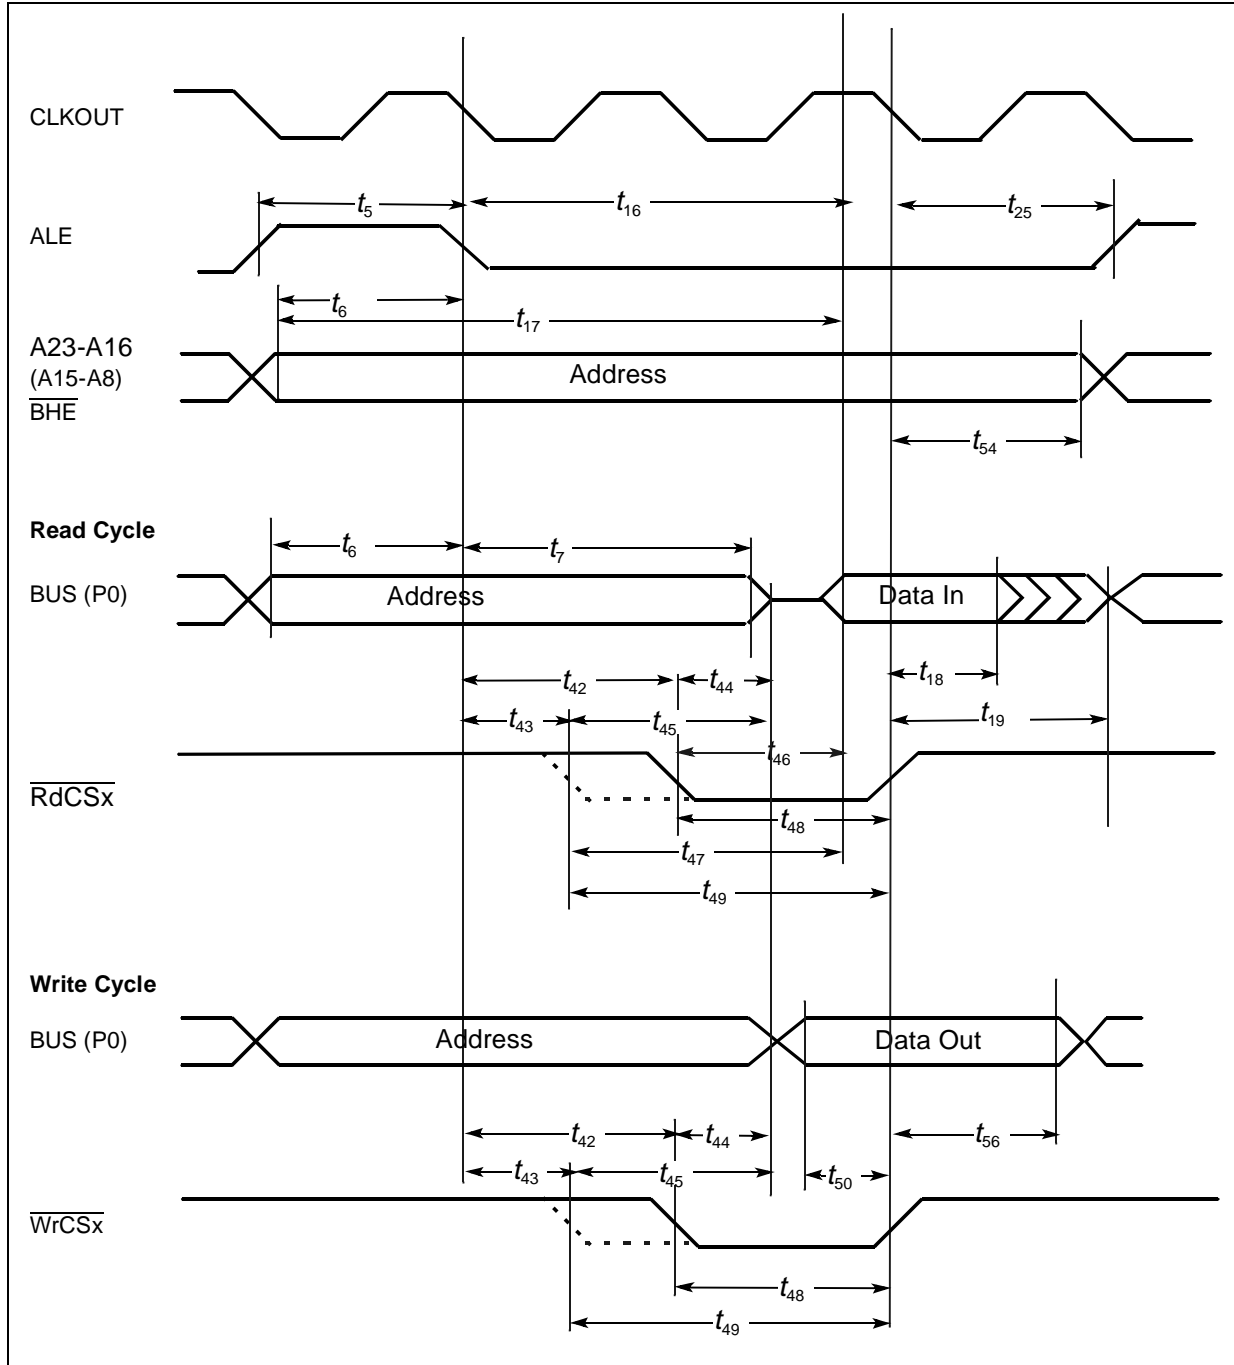 CLKOUT
t5 t16 t25
ALE
t6
t17
A23-A16
(A15-A8)
BHE
Address
t54
Read Cycle
t6 t7
BUS (P0)
Address Data In
t42 t44 t18
t43 t45 t19
t46
RdCSx
t48
t47
t49
Write Cycle
BUS (P0)
Address Data Out
t42 t44 t56
t43 t45 t50
WrCSx
t48
t49